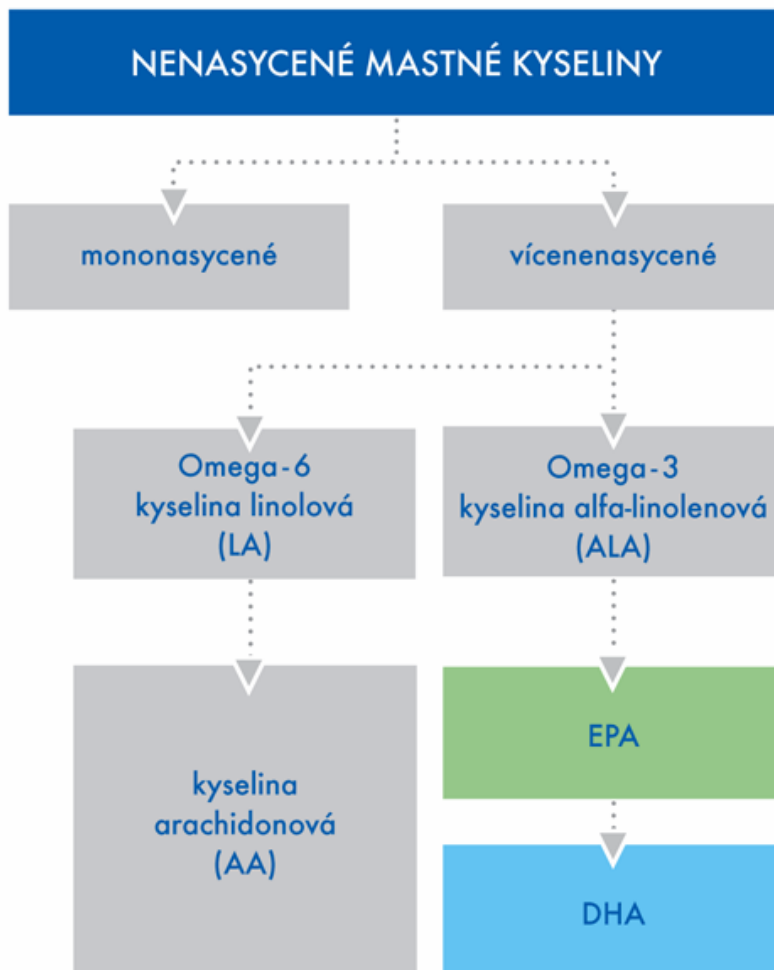 NENASYCENÉ MASTNÉ KYSELINY
mononasycené
vícenenasycené
Omega-6
kyselina linolová
(LA)
Omega-3
kyselina alfa-linolenová
(ALA)
kyselina
arachidonová
(AA)
EPA
DHA